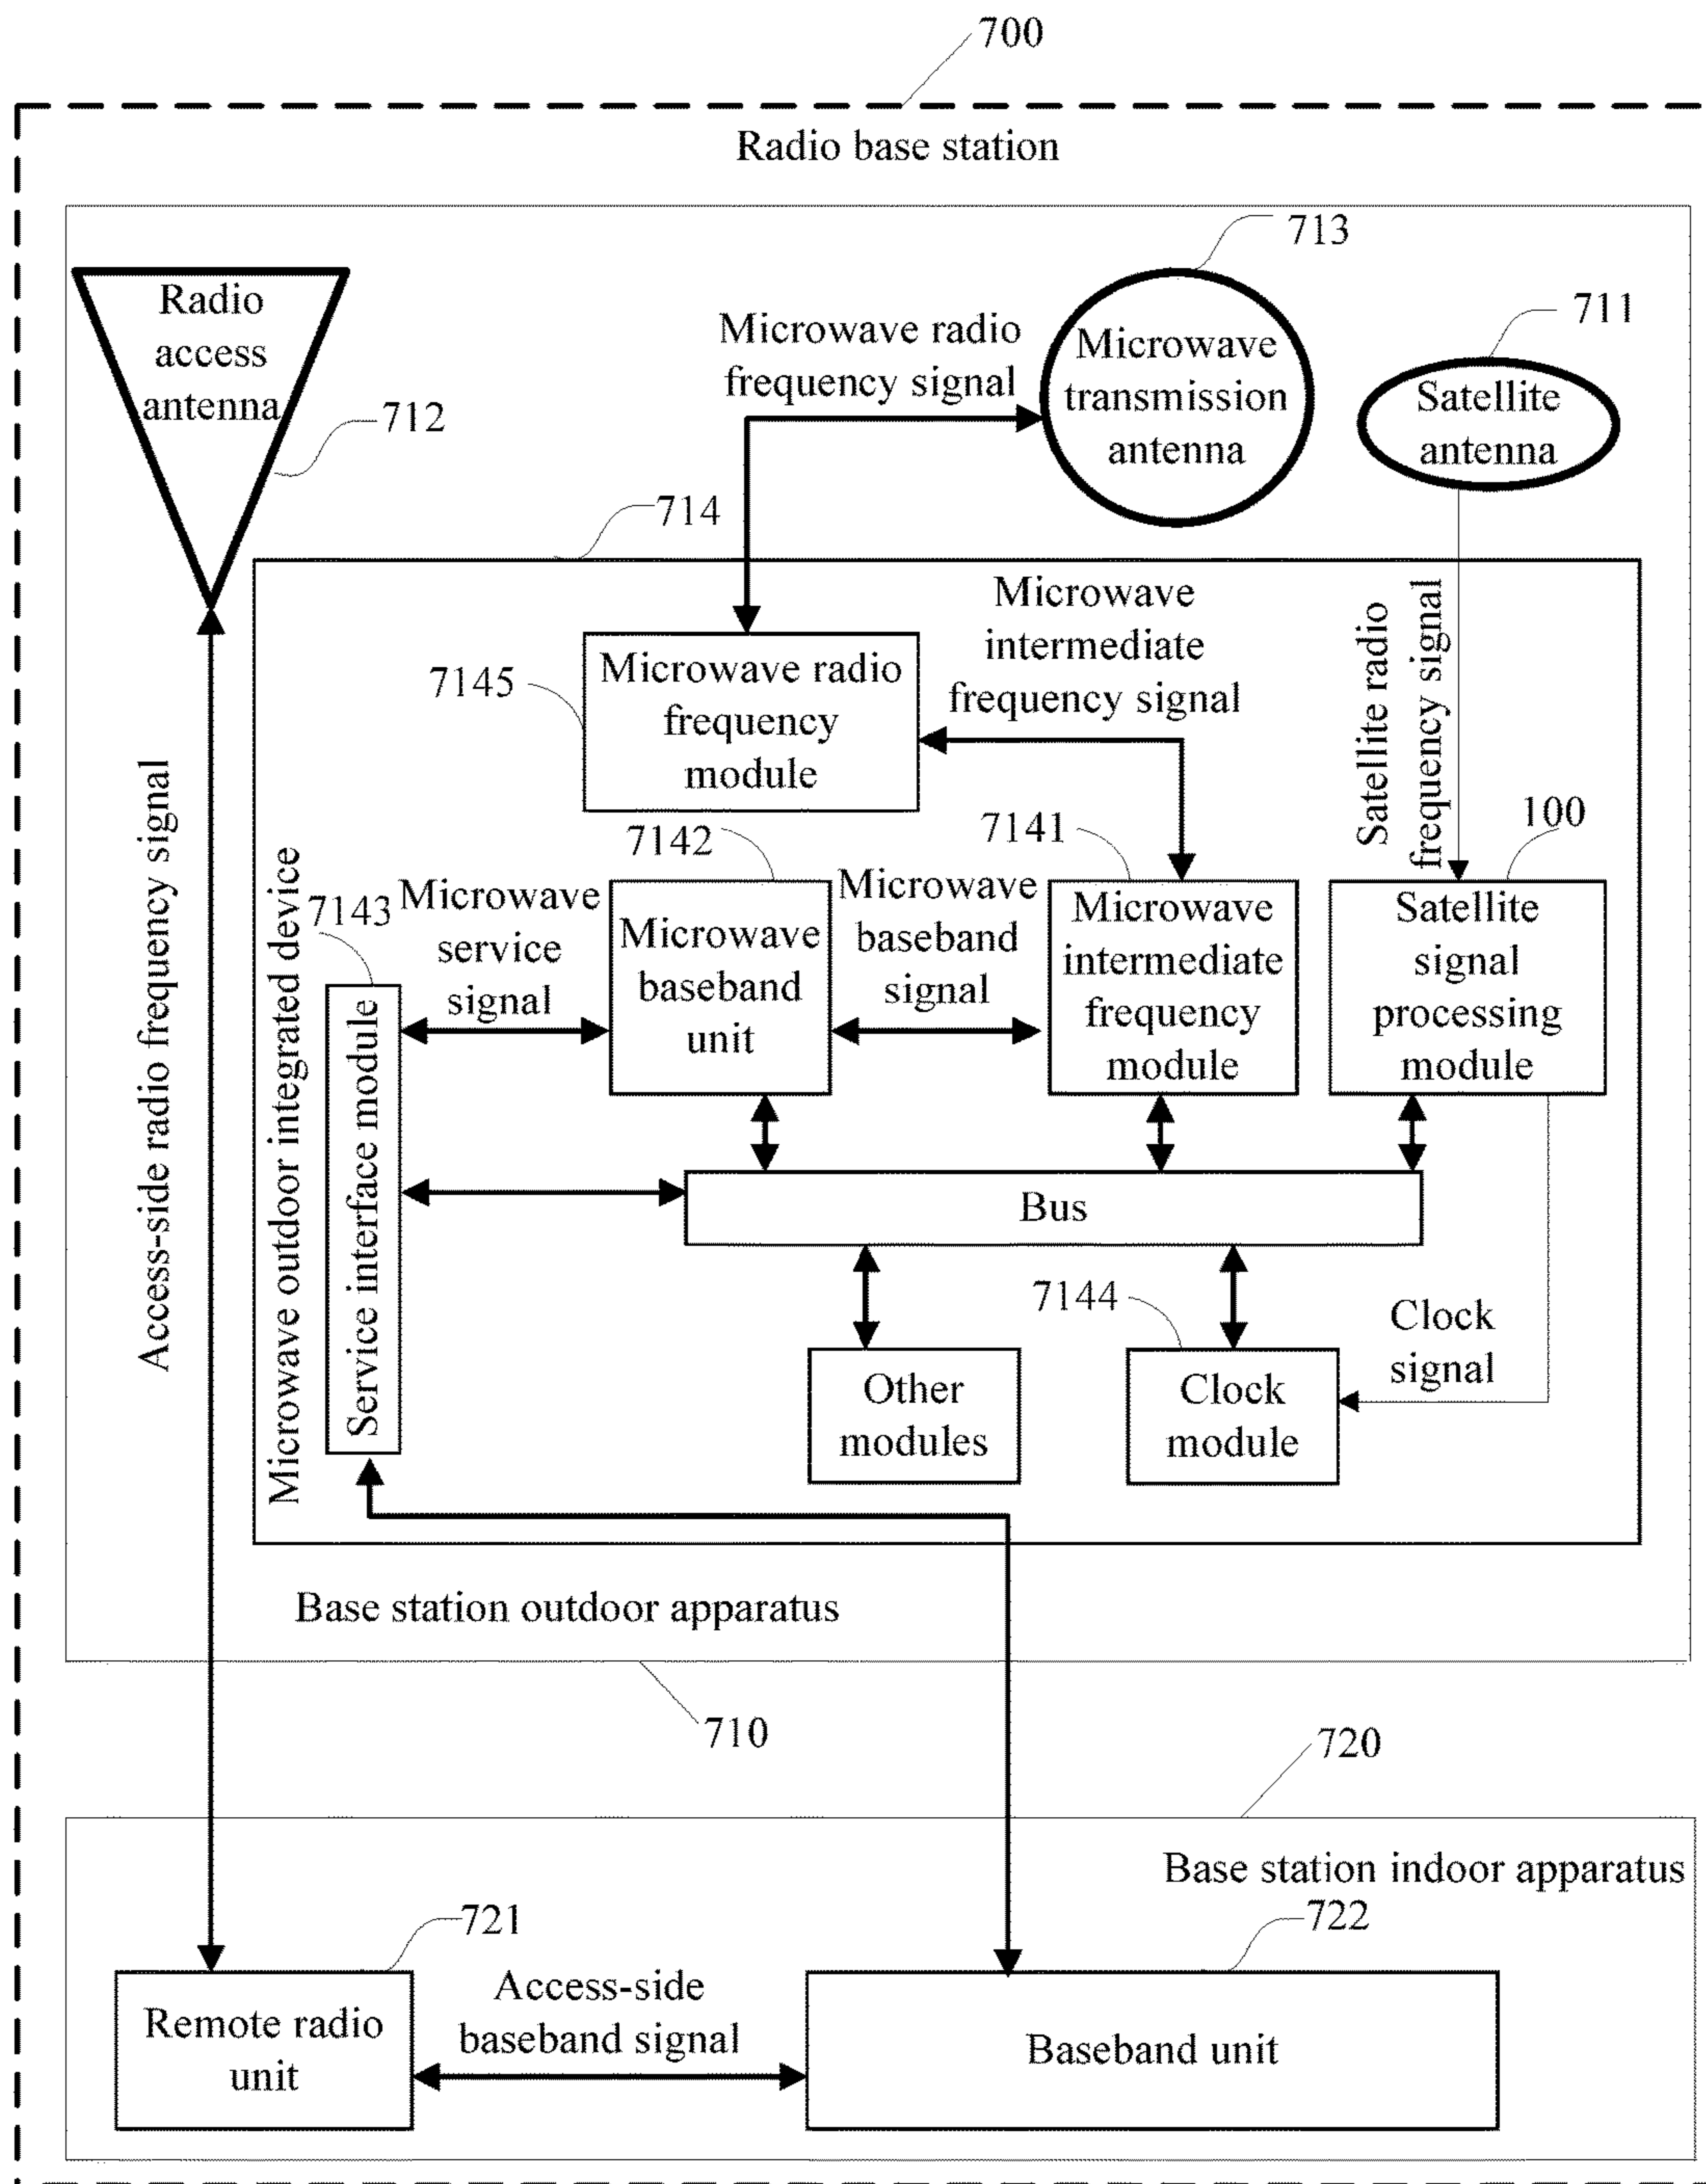 700
Radio base station
713
711
Radio
access
antenna
712
Microwave radio
frequency signal
Microwave
transmission
antenna
Satellite
antenna
714
Microwave
intermediate
frequency signal
Satellite radio
frequency signal
7145
Microwave radio
frequency
module
Access-side radio frequency signal
Microwave outdoor integrated device
7142
7141
100
7143
Microwave
service
signal
Microwave
baseband
unit
Microwave
baseband
signal
Microwave
intermediate
frequency
module
Satellite
signal
processing
module
Service interface module
Bus
7144
Clock
signal
Other
modules
Clock
module
Base station outdoor apparatus
710
720
Base station indoor apparatus
721
722
Remote radio
unit
Access-side
baseband signal
Baseband unit